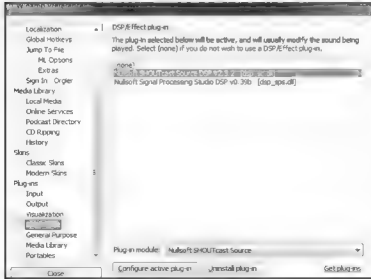 Localization
Global Hotkeys
Jump To File
ML Options
Extras
Sign In
Media Library
Local Media
Online Services
Podcast Directory
CD Ripping
History
Skins
Classic Skins
Modern Skins
Plug-ins
Input
Output
Visualization
General Purpose
Media Library
Portables
Close
DSP/Effect plug-in
The plug-in selected below will be active, and will usually modify the sound being
played. Select (none) if you do not wish to use a DSP/Effect plug-in.
(none)
Nullsoft SHOUTcast Source DSP
Nullsoft Signal Processing Studio DSP v0.39b [dsp_sps.dll]
Plug-in module: Nullsoft SHOUTcast Source
Configure active plug-in
Uninstall plug-in
Get plug-ins